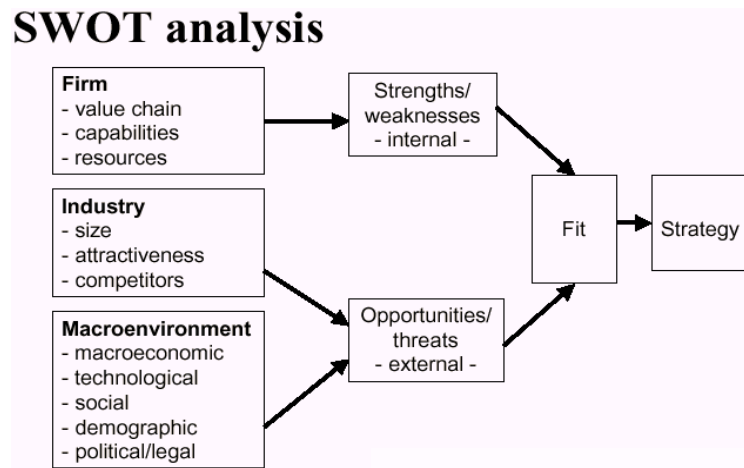 SWOT analysis
Firm
- value chain
- capabilities
- resources
Strengths/
weaknesses
- internal -
Industry
- size
- attractiveness
- competitors
Fit
Strategy
Macroenvironment
- macroeconomic
- technological
- social
- demographic
- political/legal
Opportunities/
threats
- external -